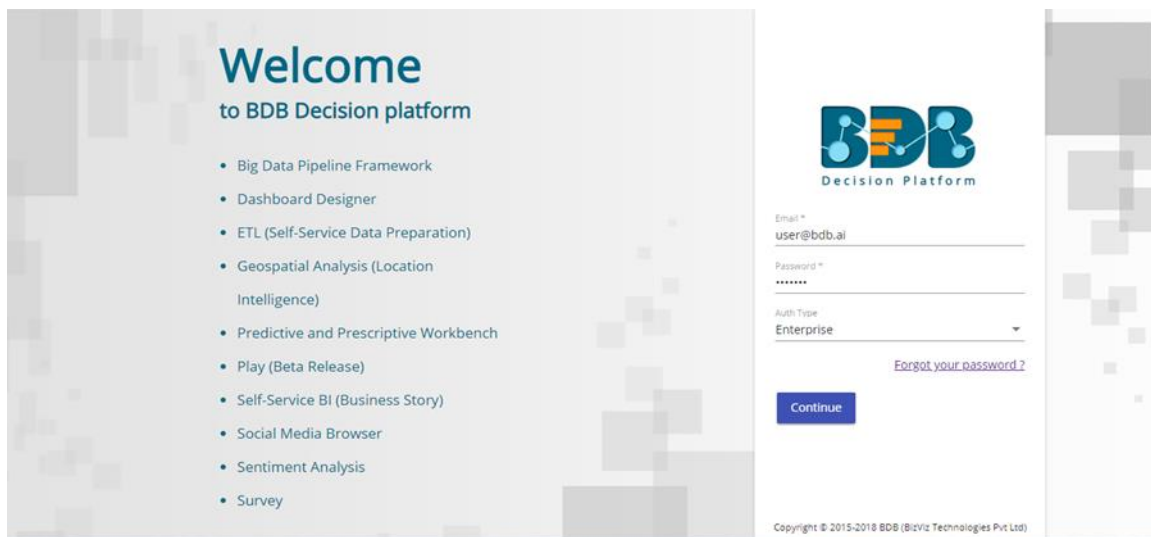 Welcome
to BDB Decision platform
Big Data Pipeline Framework
Dashboard Designer
ETL (Self-Service Data Preparation)
Geospatial Analysis (Location
Intelligence)
Predictive and Prescriptive Workbench
Play (Beta Release)
Self-Service BI (Business Story)
Social Media Browser
Sentiment Analysis
Survey
BDB
Decision Platform
Email *
user@bdb.ai
Password *
•••••••
Auth Type
Enterprise
Forgot your password ?
Continue
Copyright © 2015-2018 BDB (BizViz Technologies Pvt Ltd)